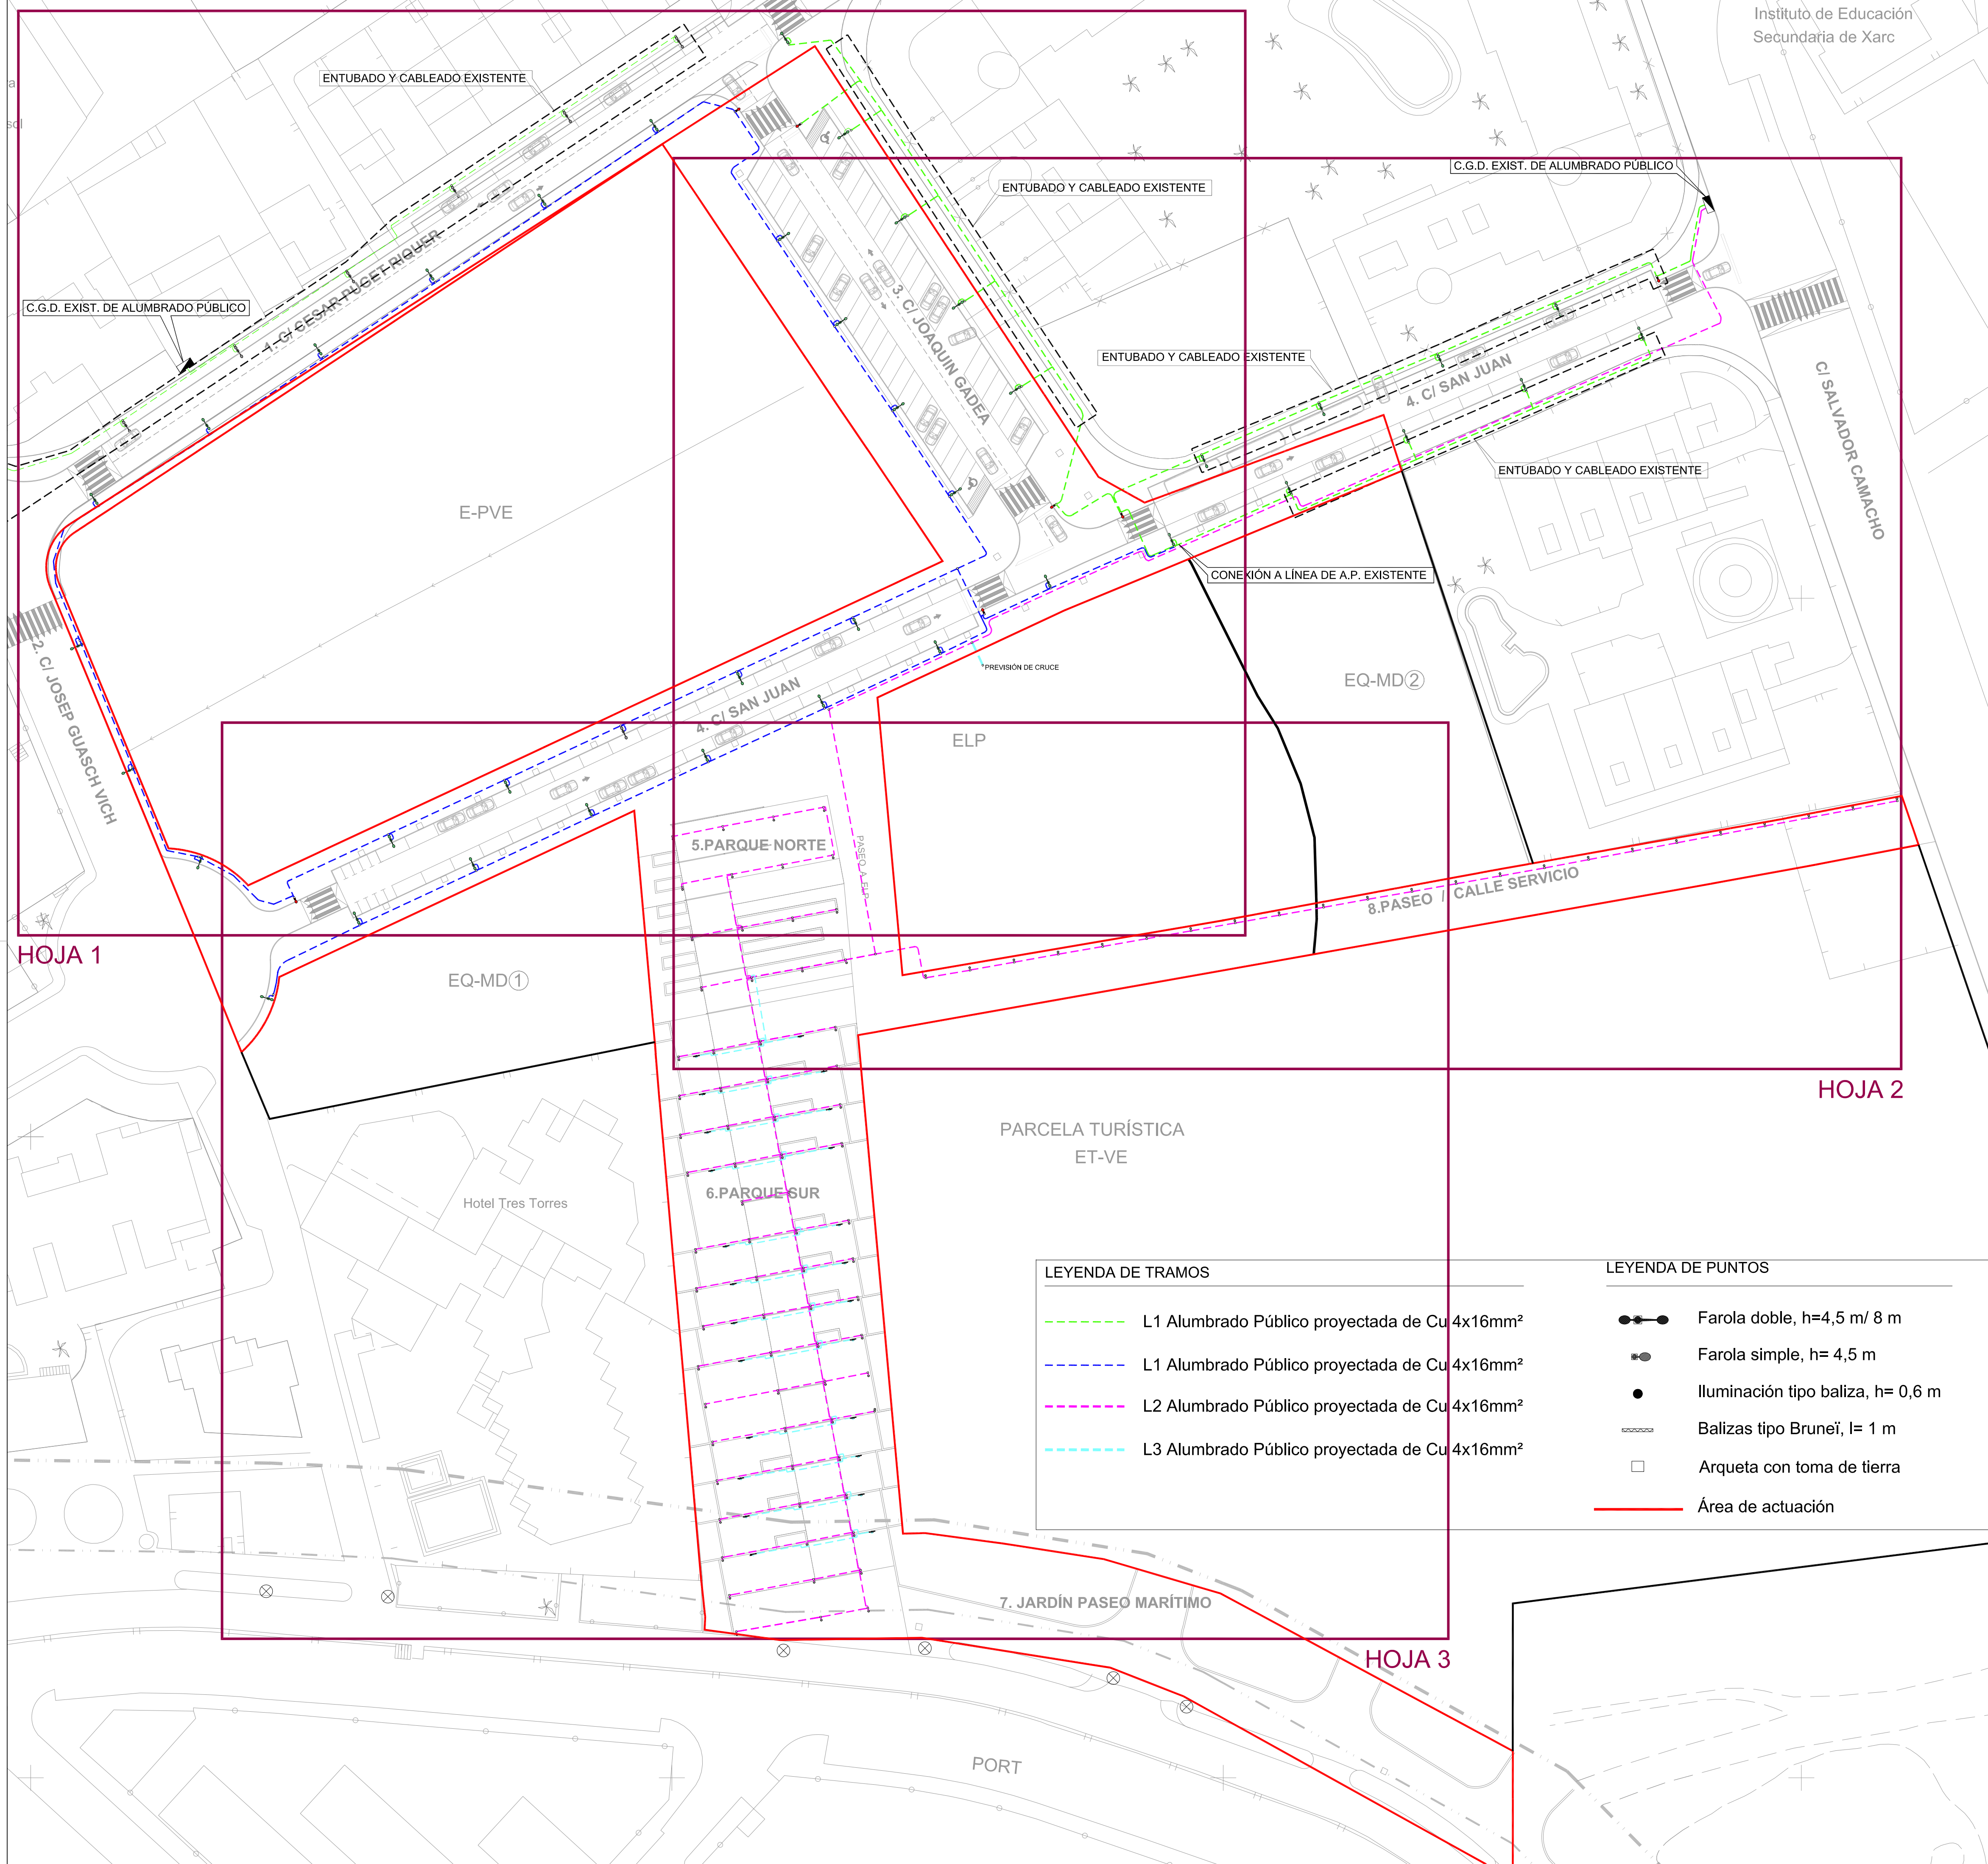 Instituto de Educación
Secundaria de Xarc
a
sol
ENTUBADO Y CABLEADO EXISTENTE
C.G.D. EXIST. DE ALUMBRADO PÚBLICO
ENTUBADO Y CABLEADO EXISTENTE
1. C/ CESAR PUGET RIQUER
C.G.D. EXIST. DE ALUMBRADO PÚBLICO
3. C/ JOAQUIN GADEA
ENTUBADO Y CABLEADO EXISTENTE
4. C/ SAN JUAN
C/ SALVADOR CAMACHO
ENTUBADO Y CABLEADO EXISTENTE
E-PVE
CONEXIÓN A LÍNEA DE A.P. EXISTENTE
2. C/ JOSEP GUASCH VICH
PREVISIÓN DE CRUCE
EQ-MD2
4. C/ SAN JUAN
ELP
5.PARQUE NORTE
8.PASEO / CALLE SERVICIO
HOJA 1
EQ-MD1
HOJA 2
PARCELA TURÍSTICA
ET-VE
6.PARQUE SUR
Hotel Tres Torres
LEYENDA DE TRAMOS
L1 Alumbrado Público proyectada de Cu 4x16mm²
L1 Alumbrado Público proyectada de Cu 4x16mm²
L2 Alumbrado Público proyectada de Cu 4x16mm²
L3 Alumbrado Público proyectada de Cu 4x16mm²
LEYENDA DE PUNTOS
Farola doble, h=4,5 m/ 8 m
Farola simple, h= 4,5 m
Iluminación tipo baliza, h= 0,6 m
Balizas tipo Bruneï, l= 1 m
Arqueta con toma de tierra
Área de actuación
7. JARDÍN PASEO MARÍTIMO
HOJA 3
PORT